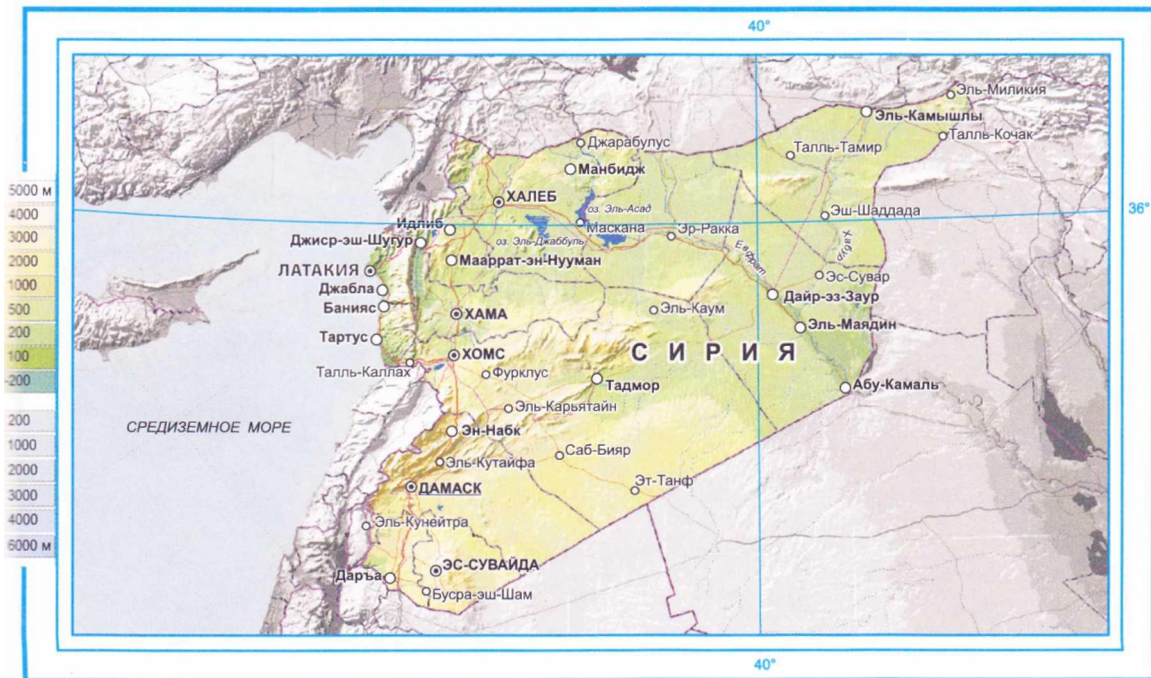 40°
Эль-Миликия
Эль-Камышлы
Талль-Кочак
Джарабулус
Талль-Тамир
Манбидж
5000 м
4000
3000
2000
1000
500
200
100
-200
200
1000
2000
3000
4000
6000 м
ХАЛЕБ
оз. Эль-Асад
Эш-Шаддада
36°
Идлиб
Маскана
Эр-Ракка
Джиср-эш-Шугур
оз. Эль-Джаббуль
Евфрат
Хабур
Мааррат-эн-Нууман
ЛАТАКИЯ
Эс-Сувар
Джабла
Дайр-эз-Заур
Банияс
ХАМА
Эль-Каум
Эль-Маядин
Тартус
ХОМС
СИРИЯ
Талль-Каллах
Фурклус
Тадмор
Абу-Камаль
Эль-Карьятайн
СРЕДИЗЕМНОЕ МОРЕ
Эн-Набк
Саб-Бияр
Эль-Кутайфа
Эт-Танф
ДАМАСК
Эль-Кунейтра
ЭС-СУВАЙДА
Даръа
Бусра-эш-Шам
40°